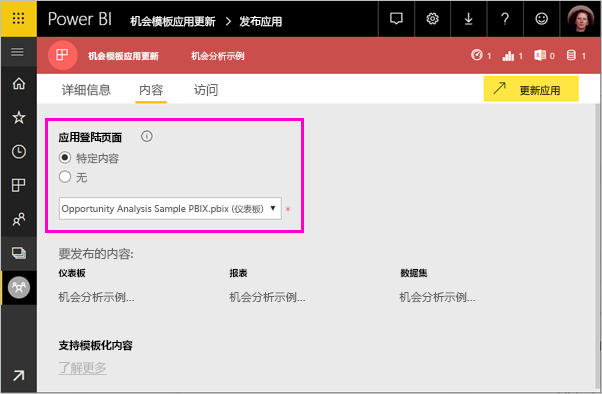 Power BI 机会模板应用更新 > 发布应用
机会模板应用更新 机会分析示例 1 1 0 1
详细信息 内容 访问 更新应用
应用登陆页面
特定内容
无
Opportunity Analysis Sample PBIX.pbix (仪表板) *
要发布的内容:
仪表板 报表 数据集
机会分析示例... 机会分析示例... 机会分析示例...
支持模板化内容
了解更多